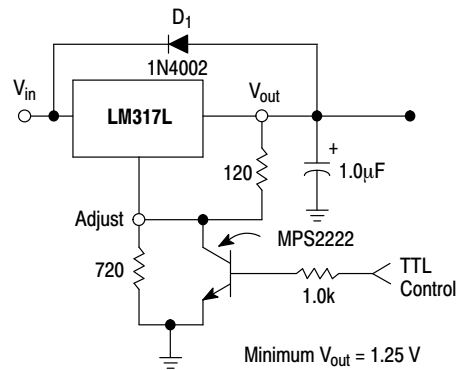 D1
1N4002
Vin
LM317L
Vout
120
+
1.0µF
Adjust
MPS2222
720
1.0k
TTL
Control
Minimum Vout = 1.25 V